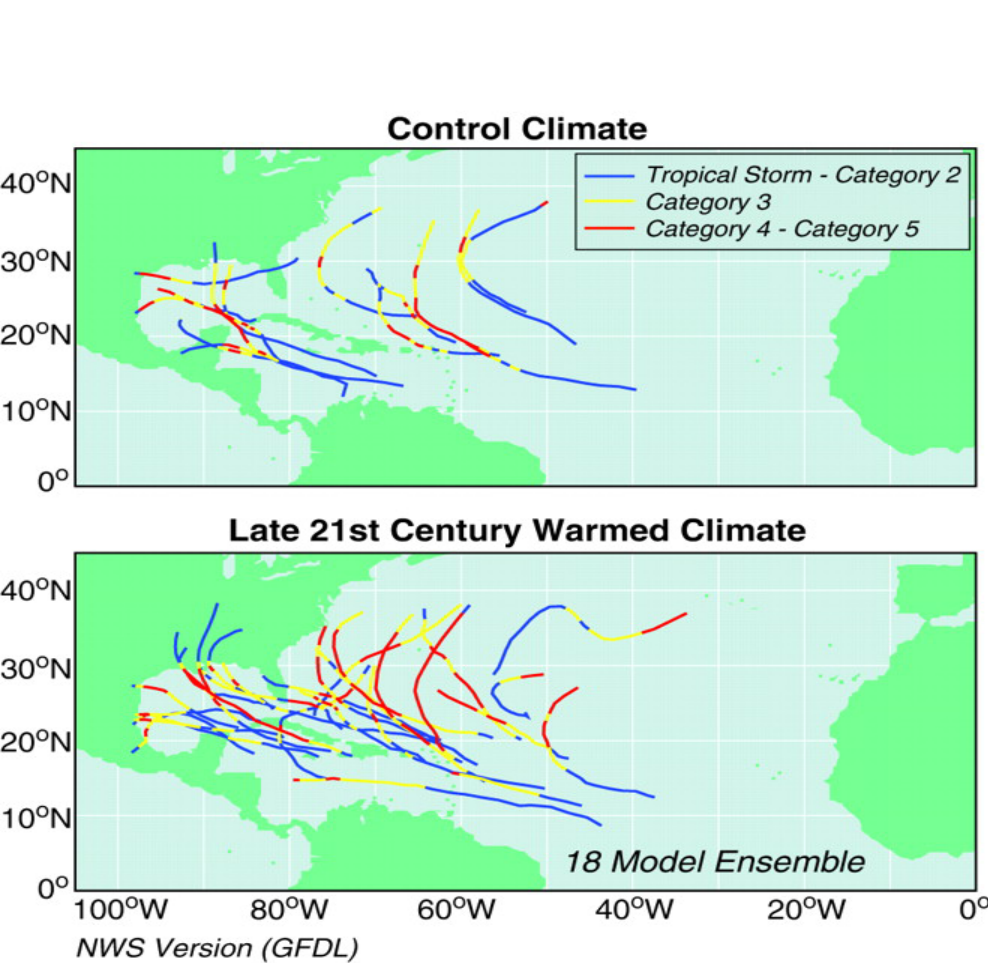 Control Climate
Tropical Storm - Category 2
Category 3
Category 4 - Category 5
40°N
30°N
20°N
10°N
0°
Late 21st Century Warmed Climate
40°N
30°N
20°N
10°N
0°
18 Model Ensemble
100°W 80°W 60°W 40°W 20°W 0°
NWS Version (GFDL)